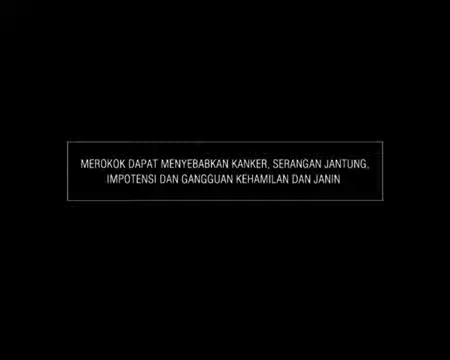 MEROKOK DAPAT MENYEBABKAN KANKER, SERANGAN JANTUNG,
IMPOTENSI DAN GANGGUAN KEHAMILAN DAN JANIN